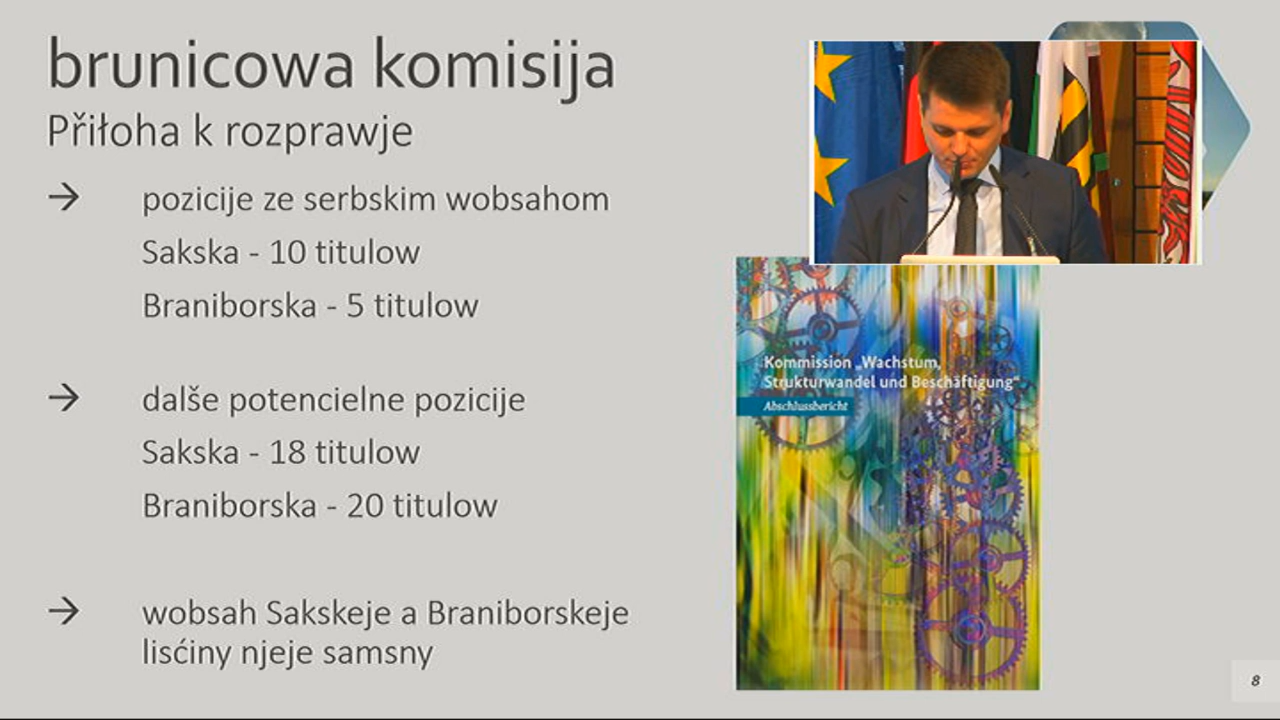 brunicowa komisija
Přiłoha k rozprawje
→ pozicije ze serbskim wobsahom
Sakska - 10 titulow
Braniborska - 5 titulow
→ dalše potencielne pozicije
Sakska - 18 titulow
Braniborska - 20 titulow
→ wobsah Sakskeje a Braniborskeje
lisćiny njeje samsny
Kommission „Wachstum,
Strukturwandel und Beschäftigung“
Abschlussbericht
8